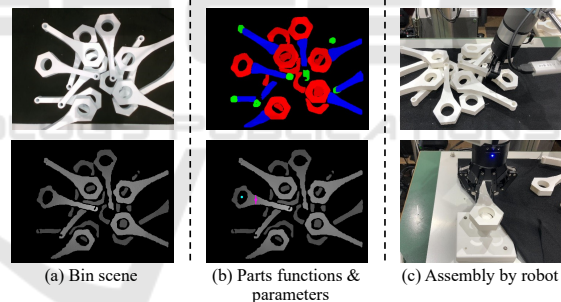 (a) Bin scene
(b) Parts functions &
parameters
(c) Assembly by robot